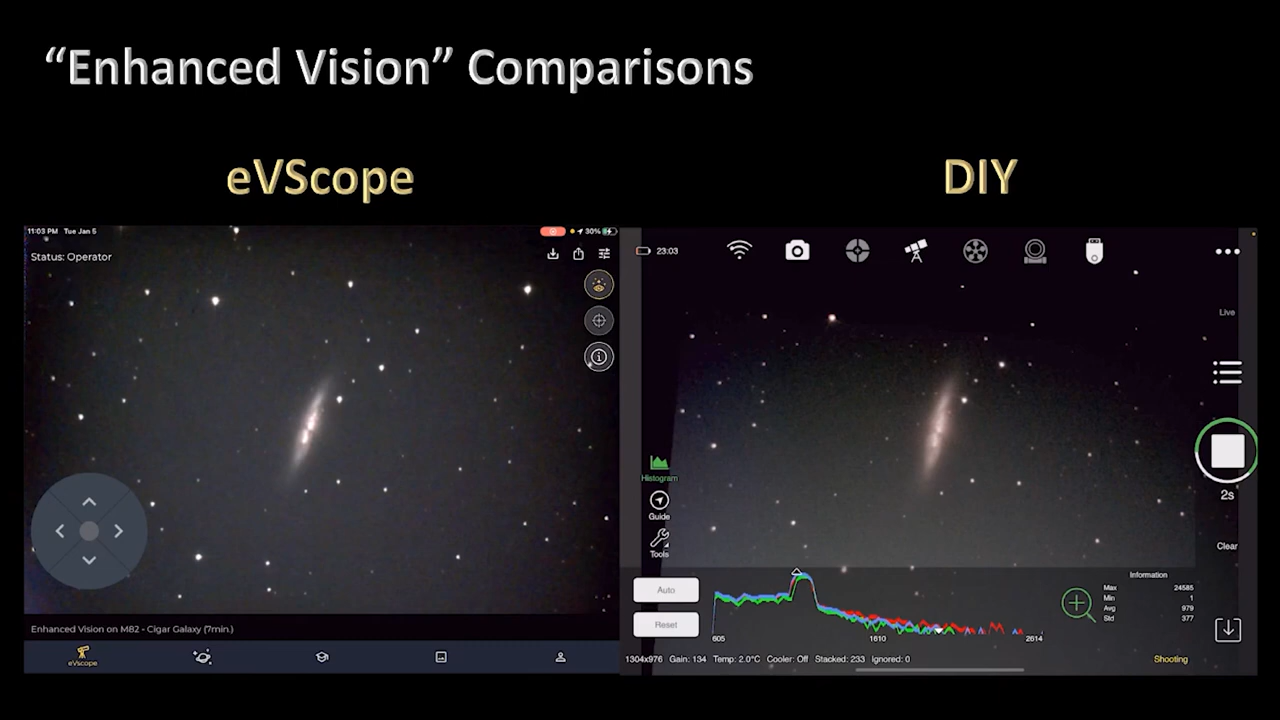 “Enhanced Vision” Comparisons
eVScope
DIY
11:03 PM Tue Jan 5
30%
Status: Operator
Enhanced Vision on M82 - Cigar Galaxy (7min.)
eVscope
23:03
Live
Histogram
Guide
Tools
2s
Clear
Auto
Reset
Information
Max 24585
Min 1
Avg 979
Std 377
605 1610 2614
1304x976 Gain: 134 Temp: 2.0°C Cooler: Off Stacked: 233 Ignored: 0
Shooting